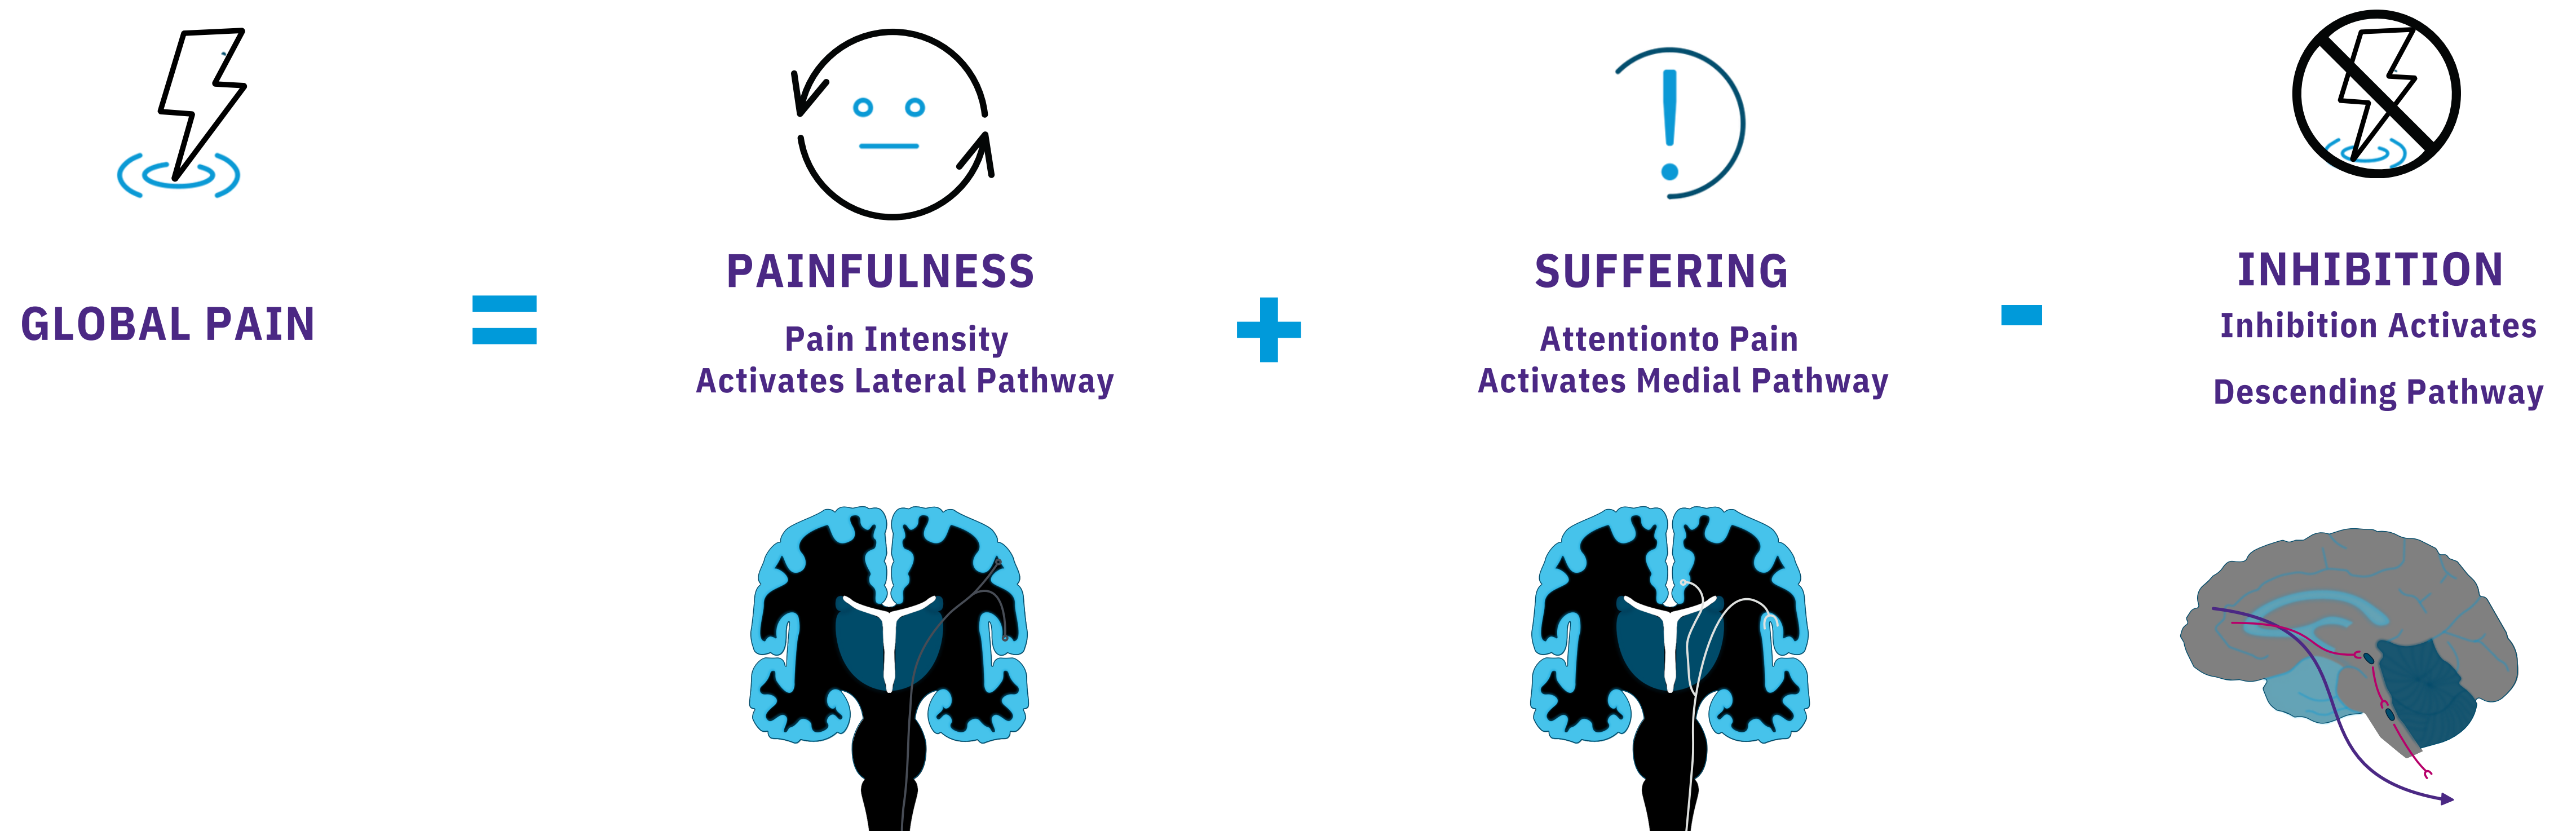 GLOBAL PAIN
=
PAINFULNESS
Pain Intensity
Activates Lateral Pathway
+
SUFFERING
Attentionto Pain
Activates Medial Pathway
-
INHIBITION
Inhibition Activates
Descending Pathway